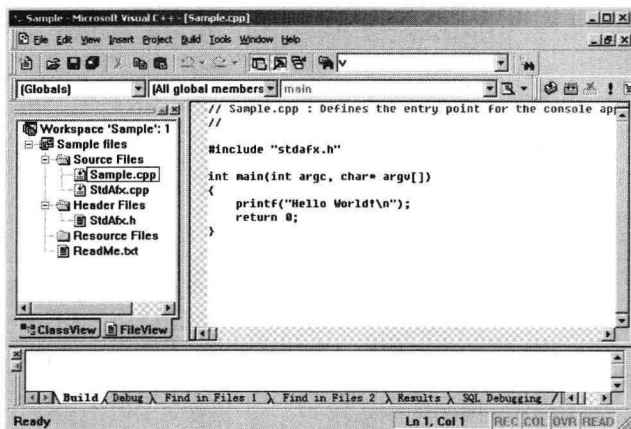 Sample - Microsoft Visual C++ - [Sample.cpp]
File Edit View Insert Project Build Tools Window Help
v
(Globals) (All global members main
Workspace 'Sample': 1
Sample files
Source Files
Sample.cpp
StdAfx.cpp
Header Files
StdAfx.h
Resource Files
ReadMe.txt
ClassView FileView
// Sample.cpp : Defines the entry point for the console app
//
#include "stdafx.h"
int main(int argc, char* argv[])
{
printf("Hello World!\n");
return 0;
}
Build Debug Find in Files 1 Find in Files 2 Results SQL Debugging
Ready Ln 1, Col 1 REC COL OVR READ